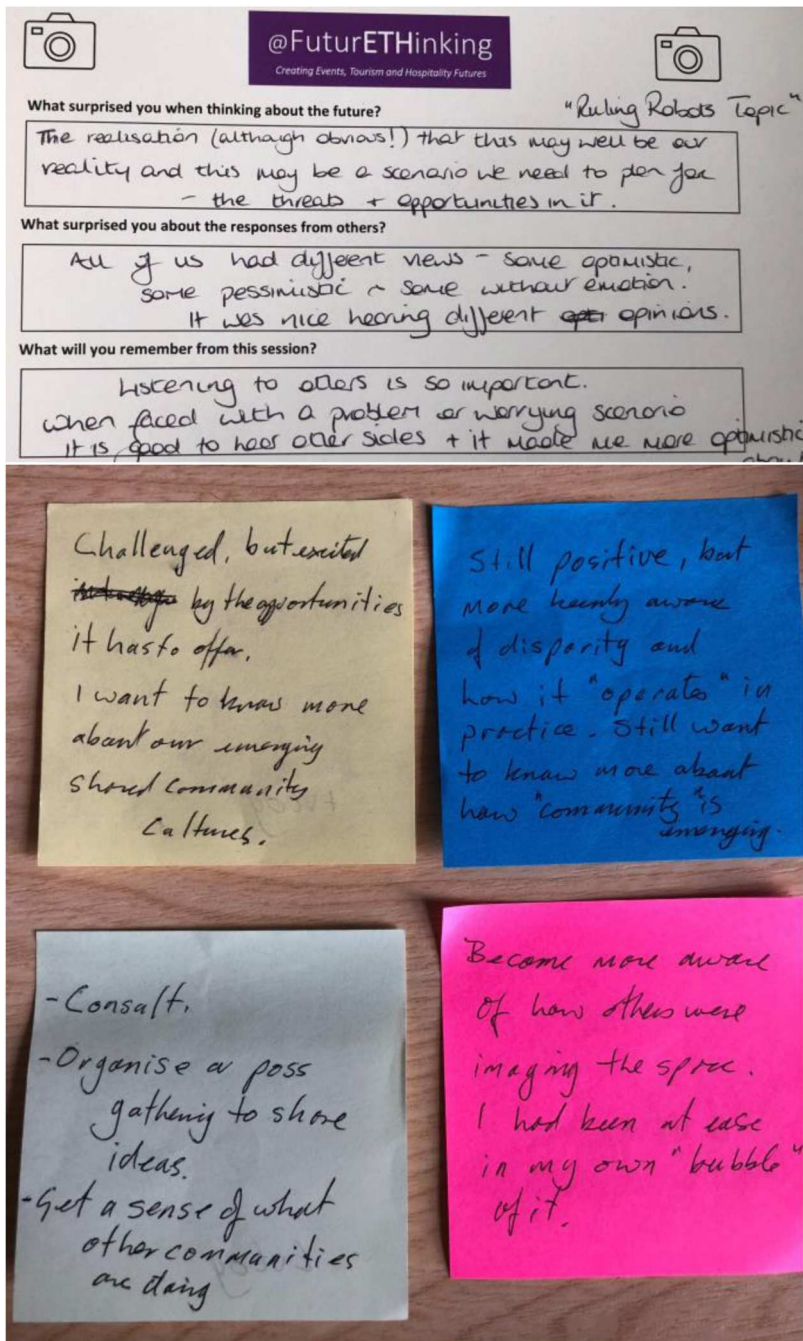 @FuturETHinking
Creating Events, Tourism and Hospitality Futures
"Ruling Robots Topic"
What surprised you when thinking about the future?
The realisation (although obvious!) that this may well be our
reality and this may be a scenario we need to plan for
– the threats + opportunities in it.
What surprised you about the responses from others?
All of us had different views – some optimistic,
some pessimistic ~ some without emotion.
It was nice hearing different opinions.
What will you remember from this session?
Listening to others is so important.
When faced with a problem or worrying scenario
it is good to hear other sides + it made me more optimistic
Challenged, but excited
by the opportunities
it has to offer.
I want to know more
about our emerging
shared community
cultures.
Still positive, but
more keenly aware
of disparity and
how it "operates" in
practice. Still want
to know more about
how "community" is
emerging.
- Consult.
- Organise a poss
gathering to share
ideas.
- Get a sense of what
other communities
are doing
Become more aware
of how others were
imaging the space.
I had been at ease
in my own "bubble"
of it.